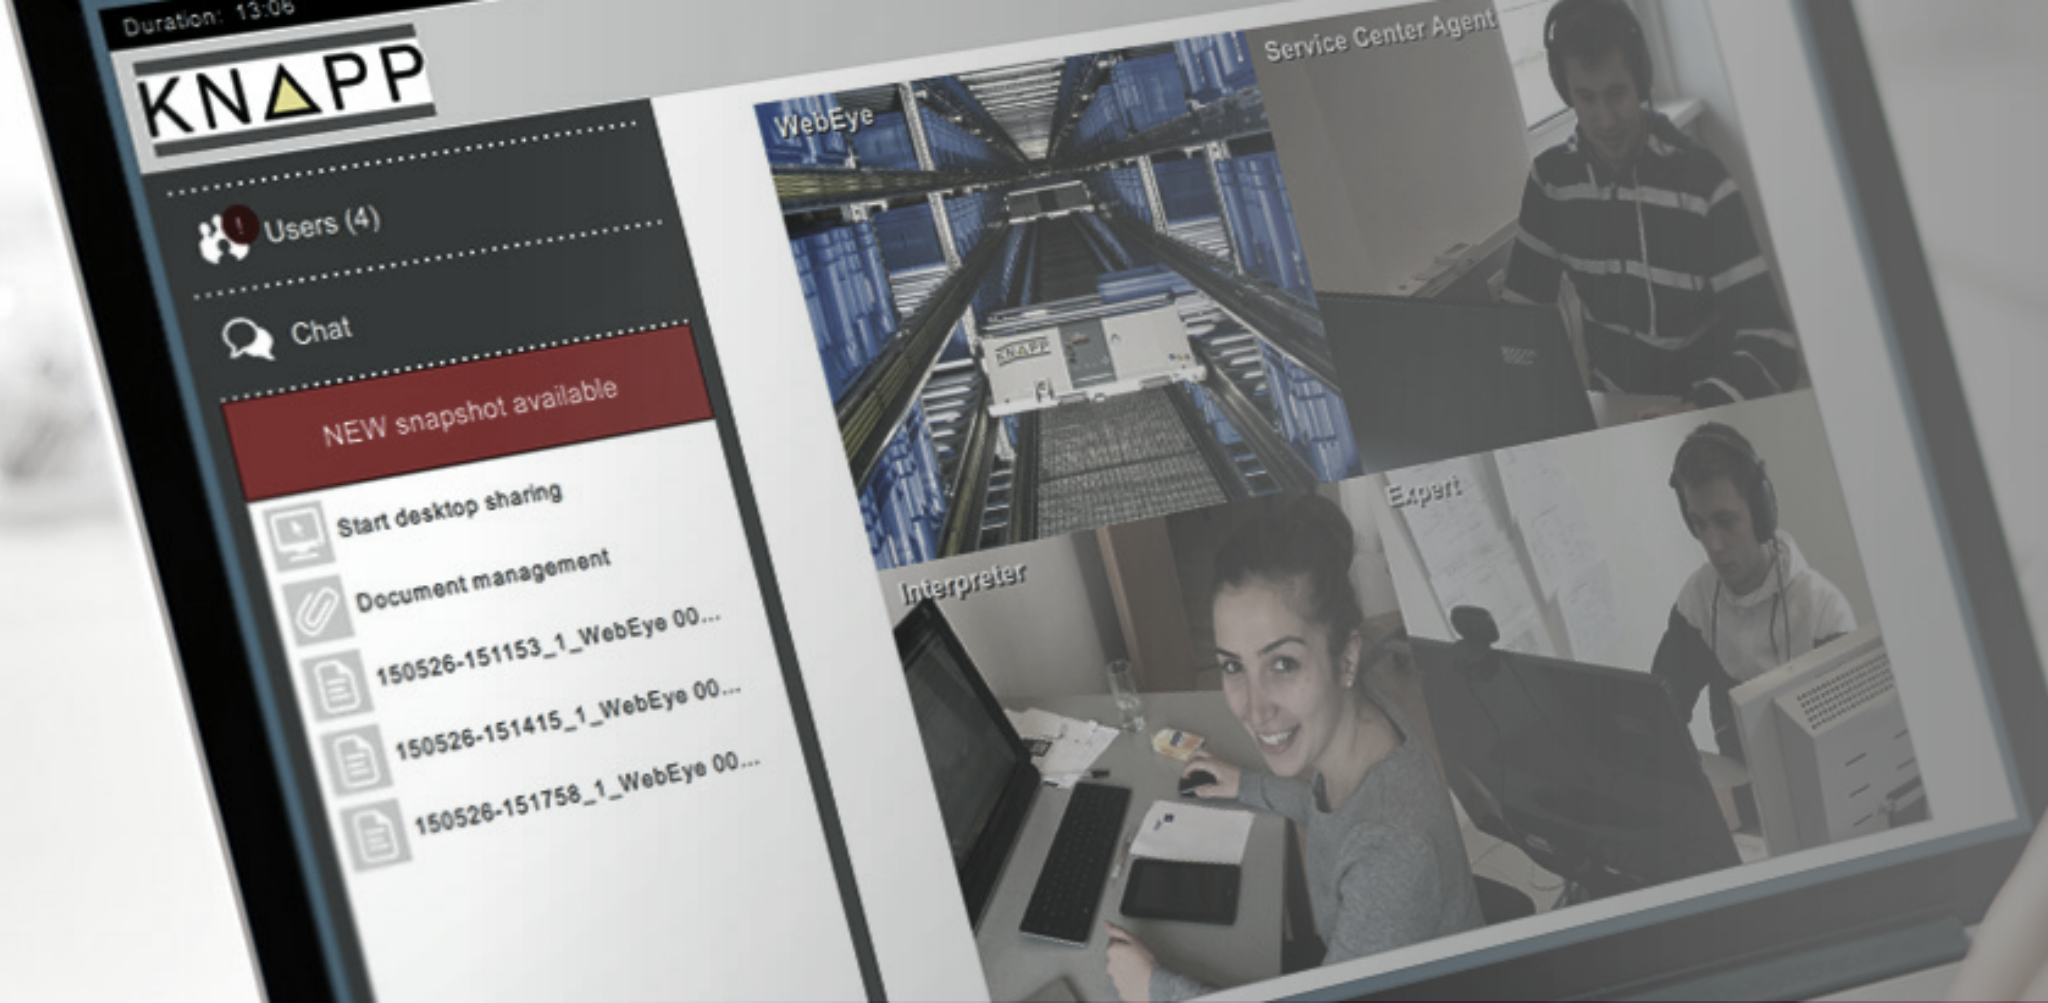 Duration: 13:06
KNAPP
Users (4)
Chat
NEW snapshot available
Start desktop sharing
Document management
150526-151153_1_WebEye 00...
150526-151415_1_WebEye 00...
150526-151758_1_WebEye 00...
WebEye
Service Center Agent
KNAPP
Interpreter
Expert